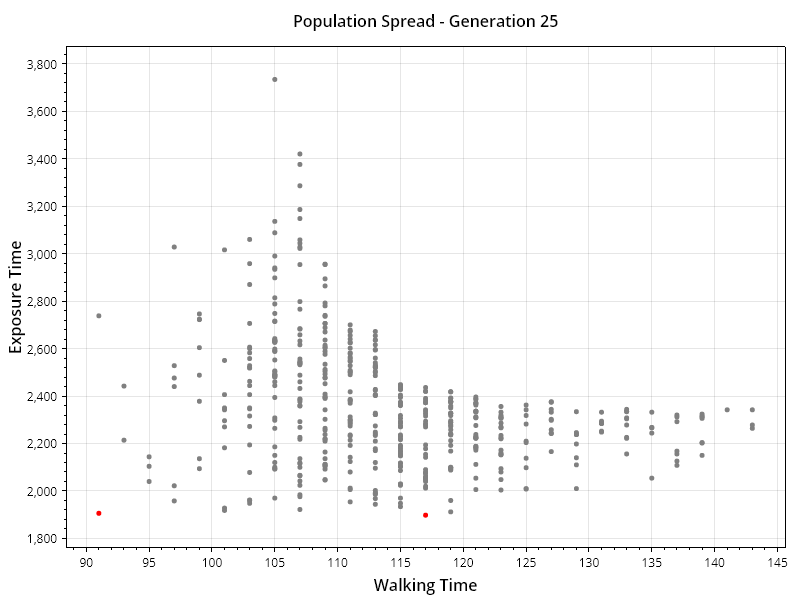 Population Spread - Generation 25
3,800
3,600
3,400
3,200
3,000
2,800
2,600
2,400
2,200
2,000
1,800
Exposure Time
90 95 100 105 110 115 120 125 130 135 140 145
Walking Time